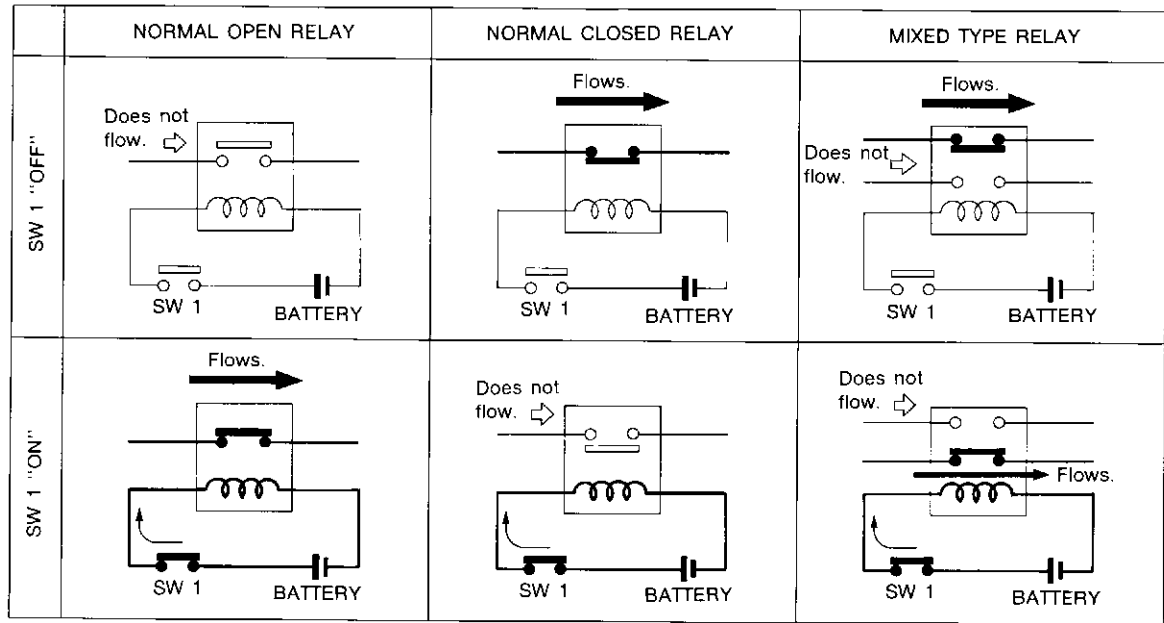 NORMAL OPEN RELAY
NORMAL CLOSED RELAY
MIXED TYPE RELAY
SW 1 "OFF"
Does not
flow.
SW 1
BATTERY
Flows.
SW 1
BATTERY
Flows.
Does not
flow.
SW 1
BATTERY
SW 1 "ON"
Flows.
SW 1
BATTERY
Does not
flow.
SW 1
BATTERY
Does not
flow.
Flows.
SW 1
BATTERY